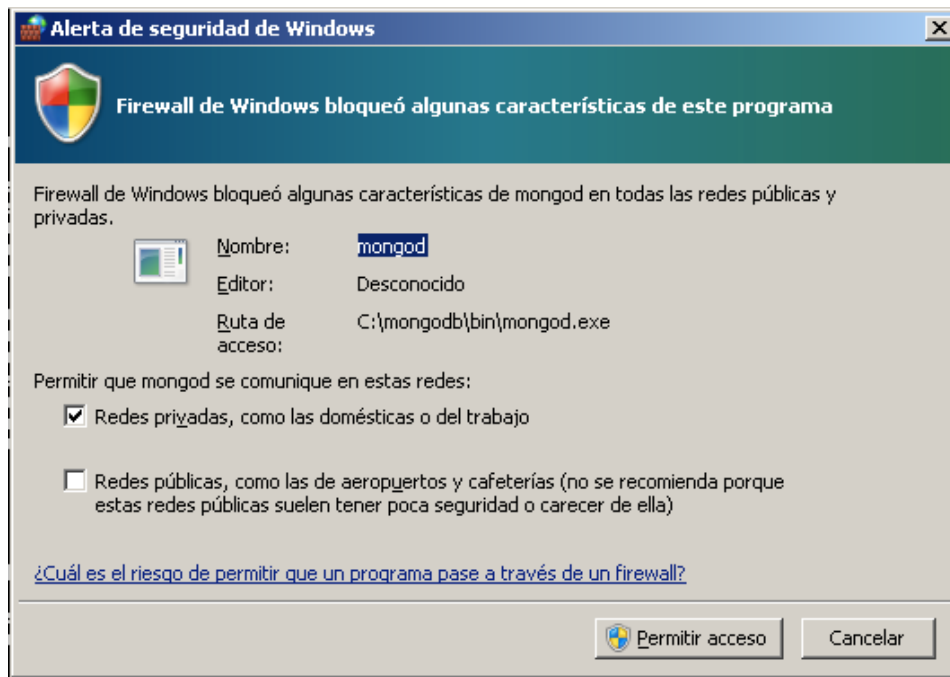 Alerta de seguridad de Windows
Firewall de Windows bloqueó algunas características de este programa
Firewall de Windows bloqueó algunas características de mongod en todas las redes públicas y
privadas.
Nombre: mongod
Editor: Desconocido
Ruta de C:\mongodb\bin\mongod.exe
acceso:
Permitir que mongod se comunique en estas redes:
Redes privadas, como las domésticas o del trabajo
Redes públicas, como las de aeropuertos y cafeterías (no se recomienda porque
estas redes públicas suelen tener poca seguridad o carecer de ella)
¿Cuál es el riesgo de permitir que un programa pase a través de un firewall?
Permitir acceso Cancelar